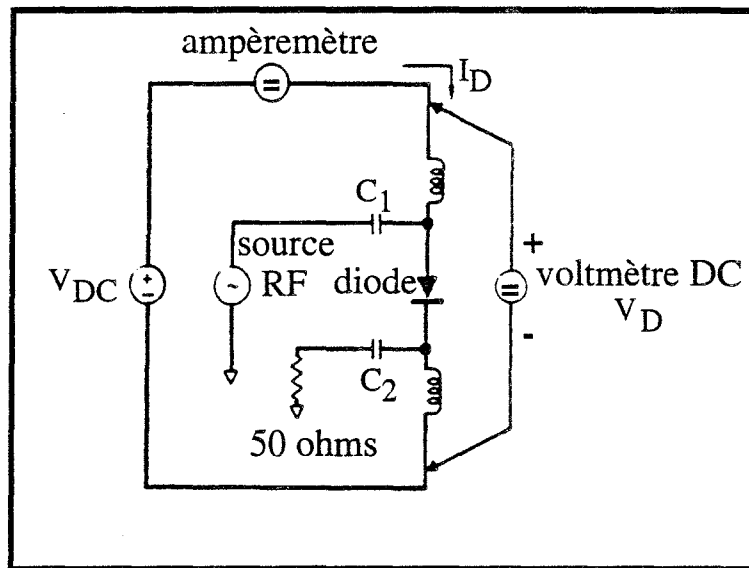 ampèremètre
I_D
C_1
source
RF
V_DC
diode
+
voltmètre DC
V_D
-
C_2
50 ohms